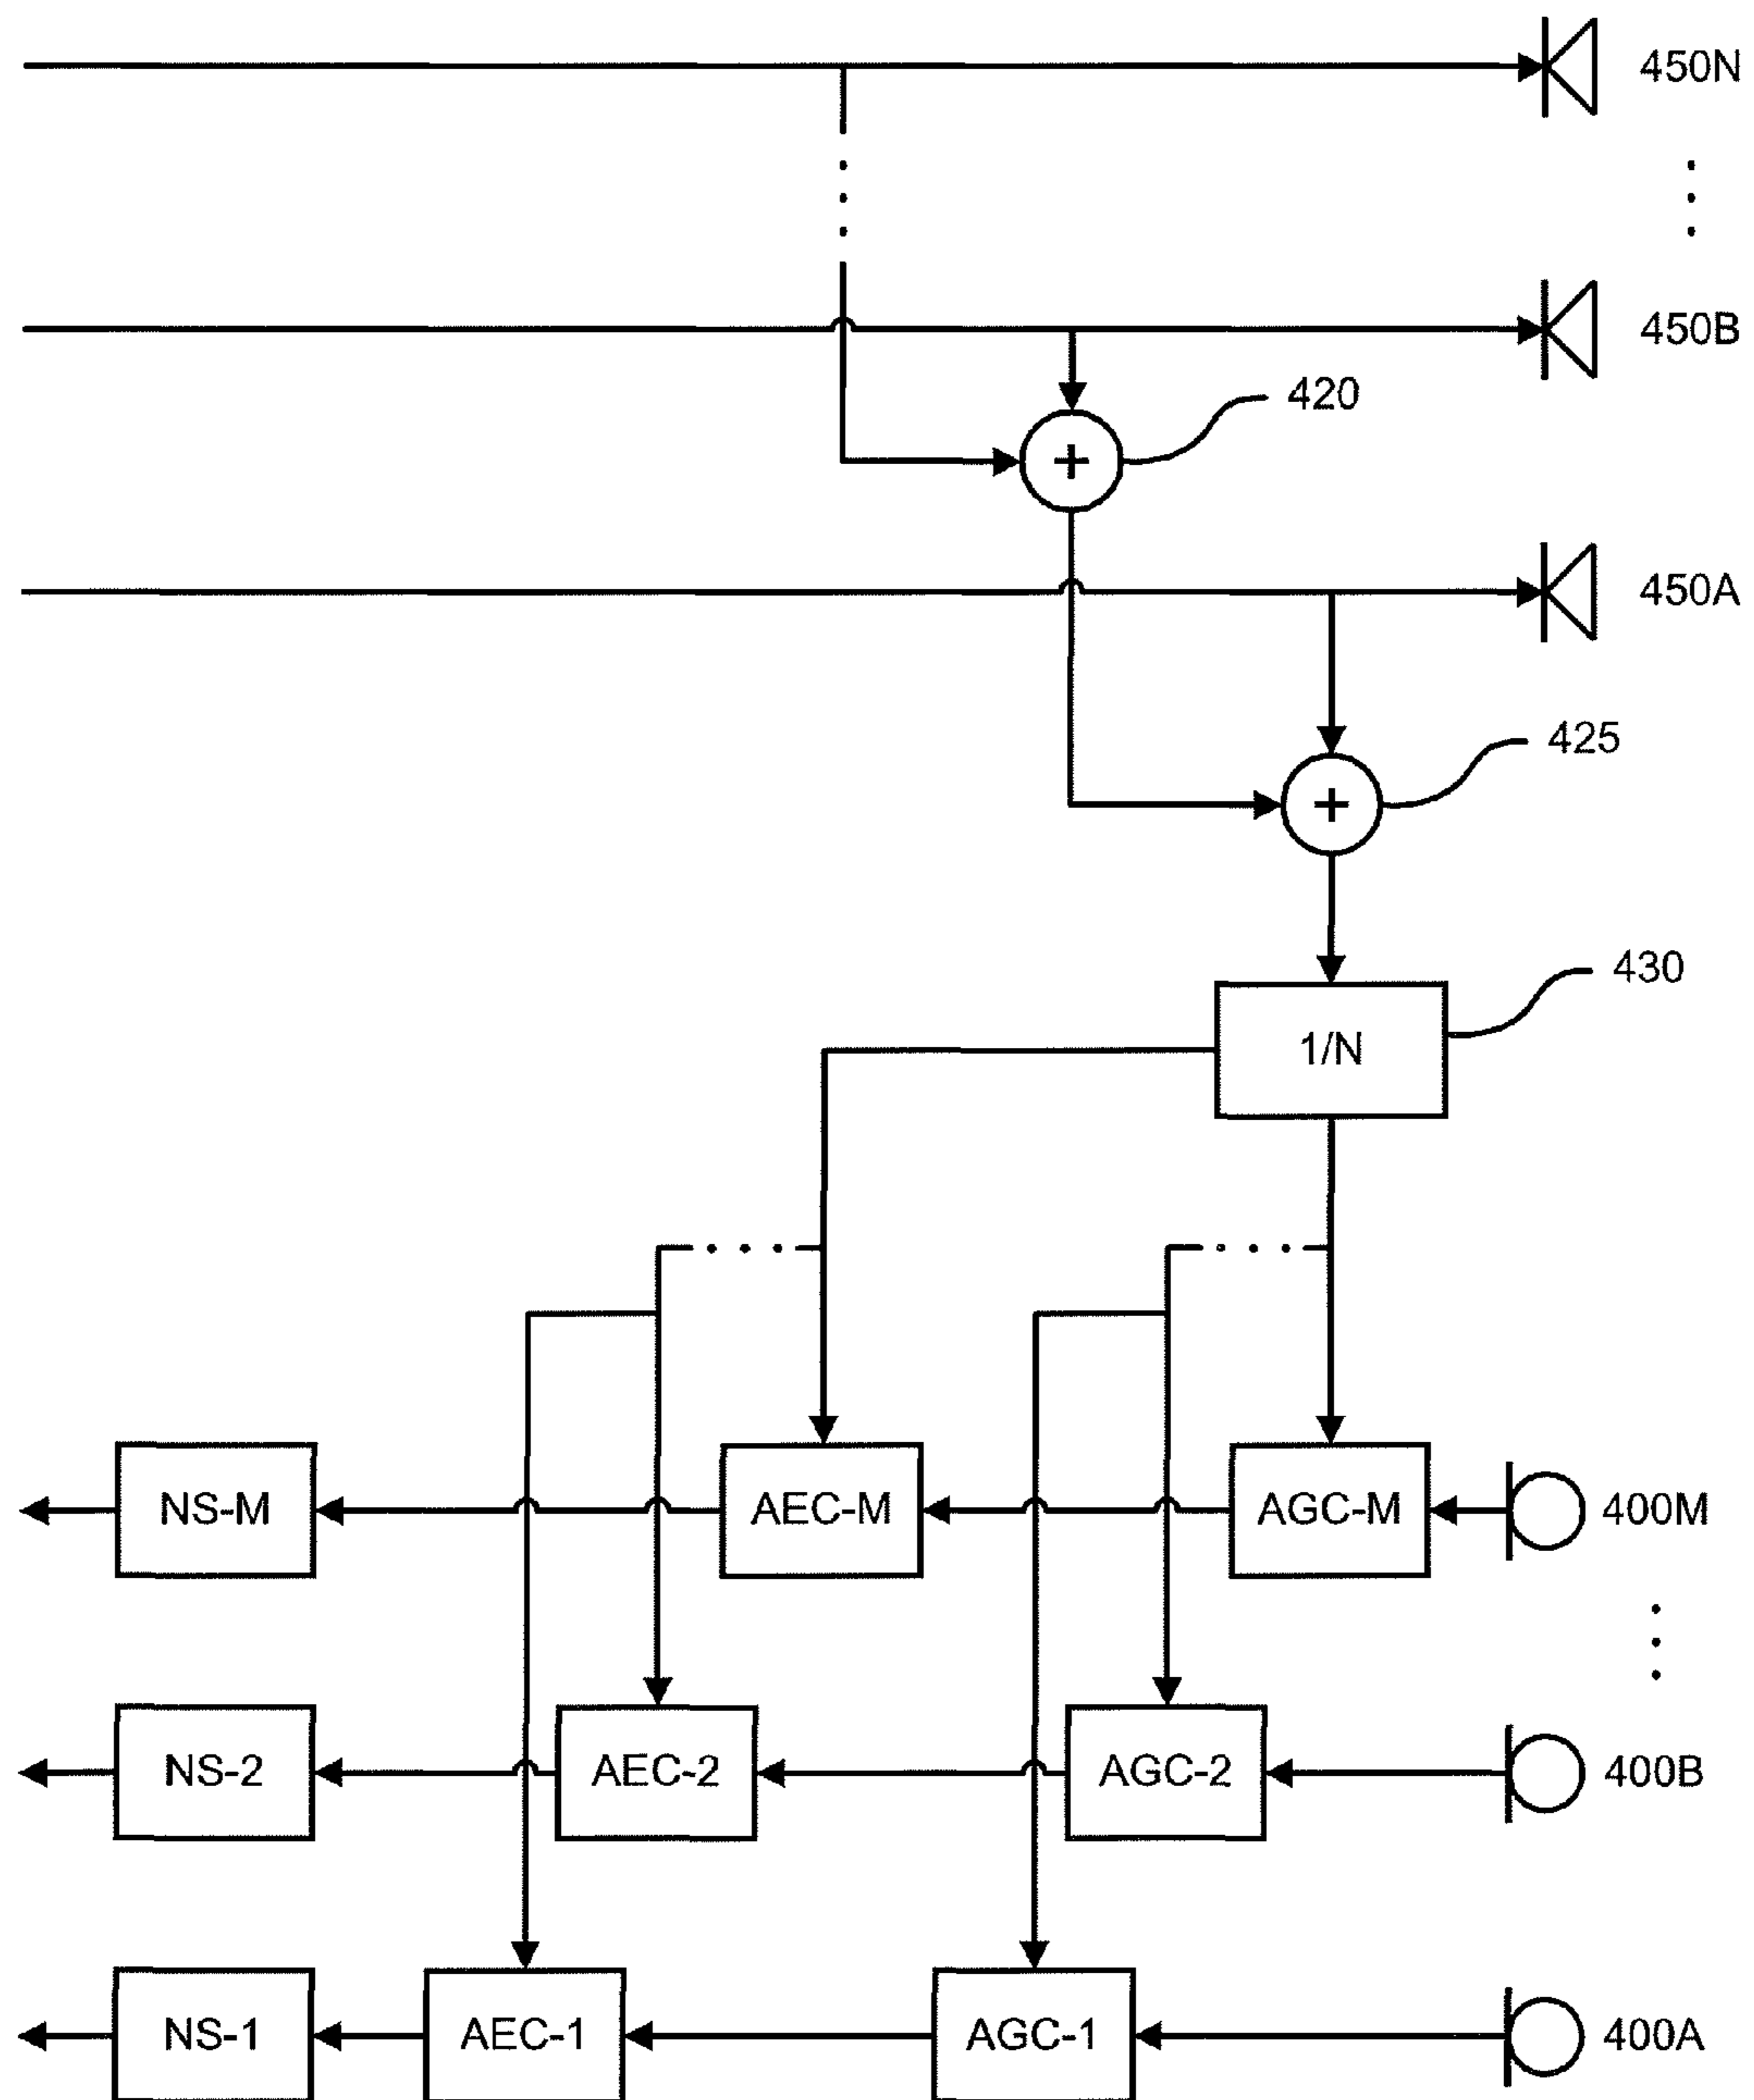 450N
450B
420
+
450A
425
+
430
1/N
NS-M
AEC-M
AGC-M
400M
NS-2
AEC-2
AGC-2
400B
NS-1
AEC-1
AGC-1
400A